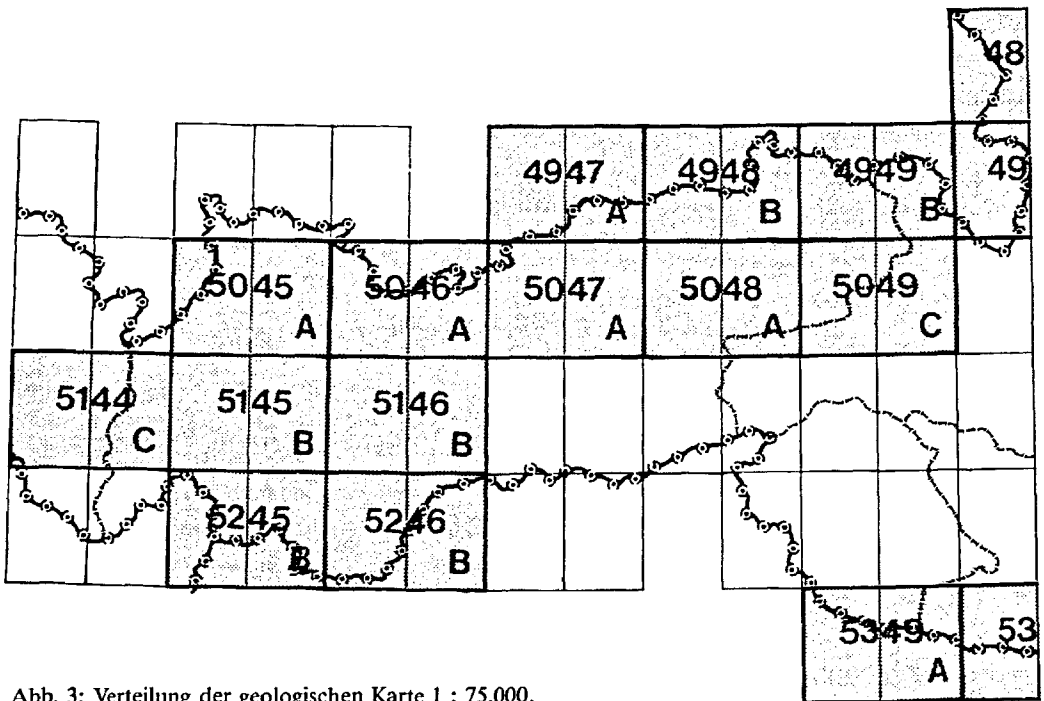 48
4947 4948 4949 49
A B B
5045 5046 5047 5048 5049
A A A A C
5144 5145 5146
C B B
5245 5246
B B
5349 53
A
Abb. 3: Verteilung der geologischen Karte 1 : 75.000.